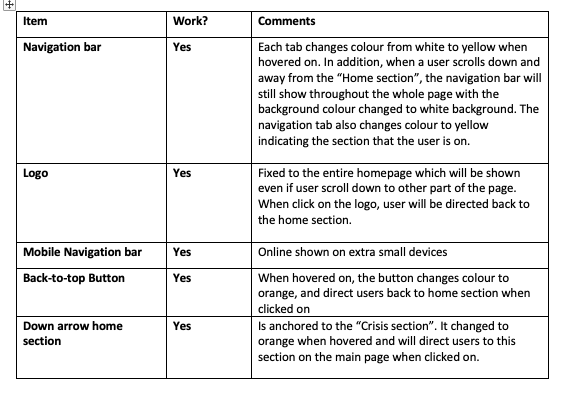 Item Work? Comments
Navigation bar Yes Each tab changes colour from white to yellow when
hovered on. In addition, when a user scrolls down and
away from the “Home section”, the navigation bar will
still show throughout the whole page with the
background colour changed to white background. The
navigation tab also changes colour to yellow
indicating the section that the user is on.
Logo Yes Fixed to the entire homepage which will be shown
even if user scroll down to other part of the page.
When click on the logo, user will be directed back to
the home section.
Mobile Navigation bar Yes Online shown on extra small devices
Back-to-top Button Yes When hovered on, the button changes colour to
orange, and direct users back to home section when
clicked on
Down arrow home Yes Is anchored to the “Crisis section”. It changed to
section orange when hovered and will direct users to this
section on the main page when clicked on.